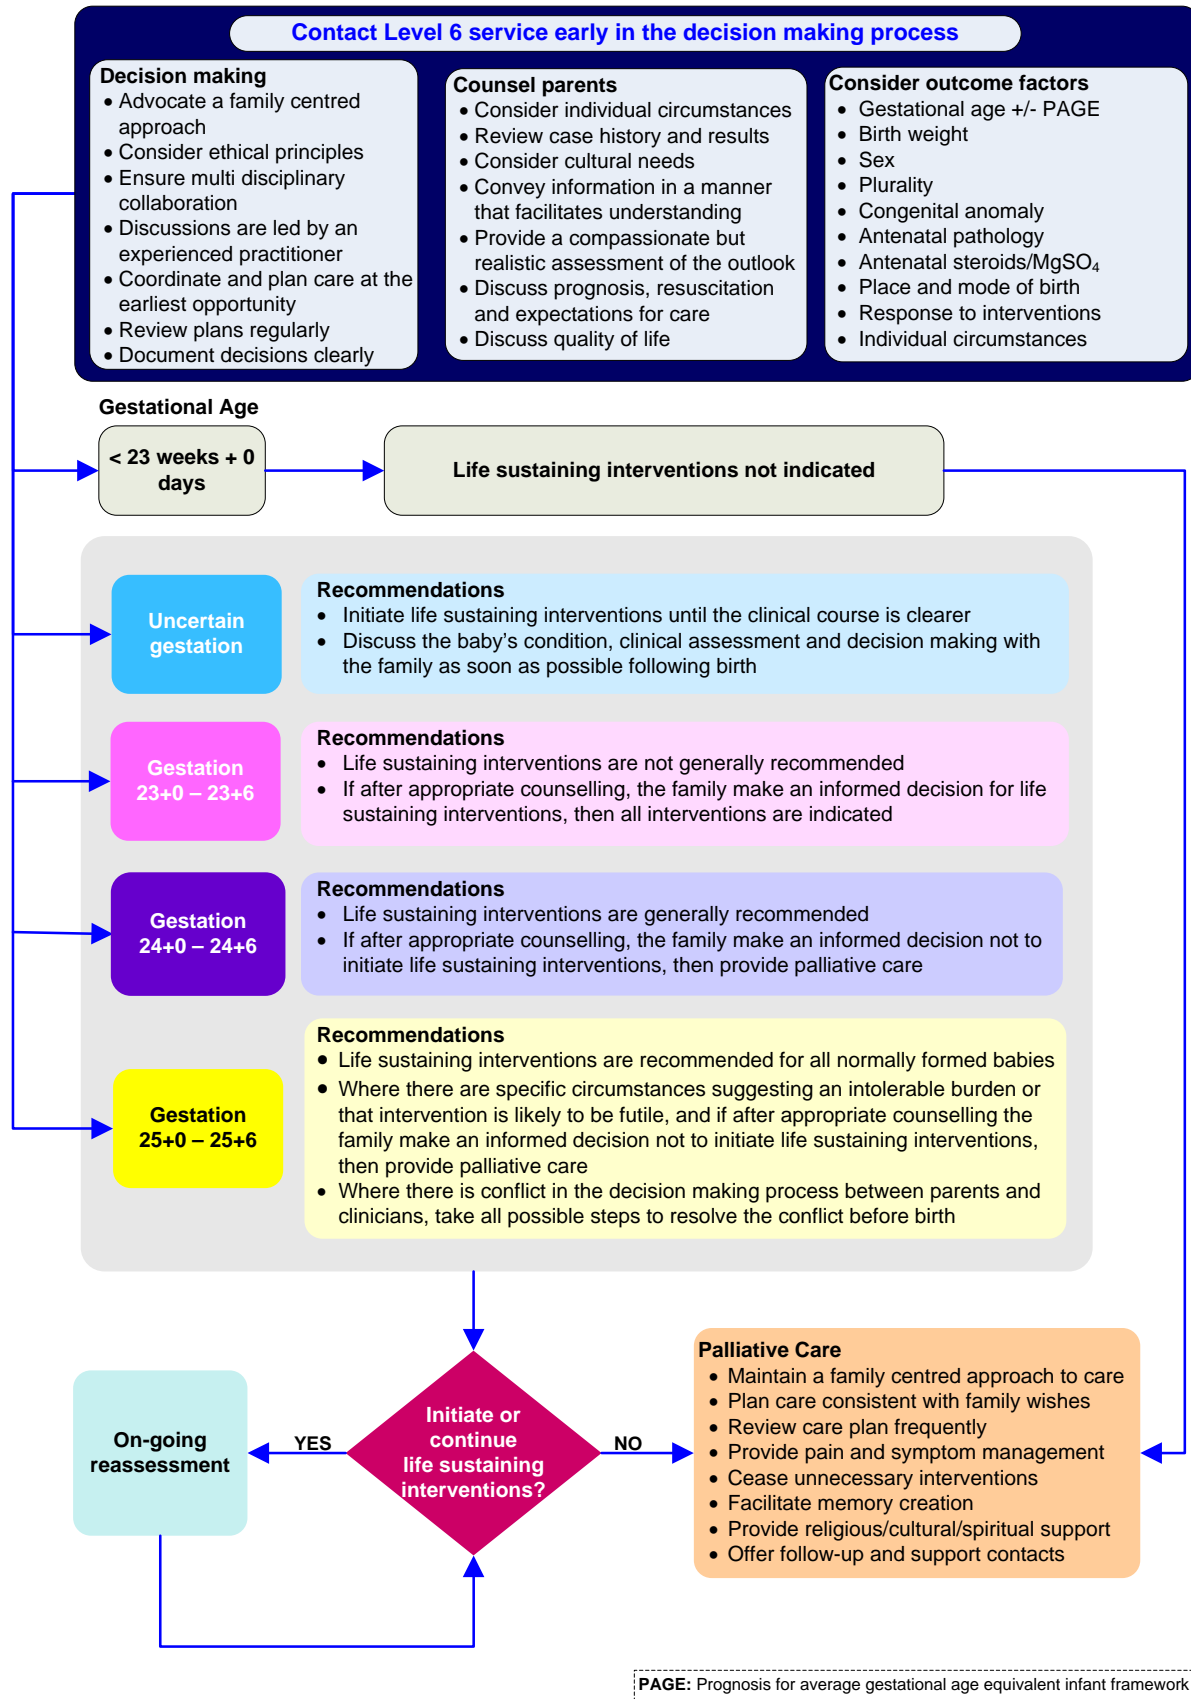 Contact Level 6 service early in the decision making process
Decision making
• Advocate a family centred
approach
• Consider ethical principles
• Ensure multi disciplinary
collaboration
• Discussions are led by an
experienced practitioner
• Coordinate and plan care at the
earliest opportunity
• Review plans regularly
• Document decisions clearly
Counsel parents
• Consider individual circumstances
• Review case history and results
• Consider cultural needs
• Convey information in a manner
that facilitates understanding
• Provide a compassionate but
realistic assessment of the outlook
• Discuss prognosis, resuscitation
and expectations for care
• Discuss quality of life
Consider outcome factors
• Gestational age +/- PAGE
• Birth weight
• Sex
• Plurality
• Congenital anomaly
• Antenatal pathology
• Antenatal steroids/MgSO₄
• Place and mode of birth
• Response to interventions
• Individual circumstances
Gestational Age
< 23 weeks + 0
days
Life sustaining interventions not indicated
Uncertain
gestation
Recommendations
• Initiate life sustaining interventions until the clinical course is clearer
• Discuss the baby's condition, clinical assessment and decision making with
the family as soon as possible following birth
Gestation
23+0 – 23+6
Recommendations
• Life sustaining interventions are not generally recommended
• If after appropriate counselling, the family make an informed decision for life
sustaining interventions, then all interventions are indicated
Gestation
24+0 – 24+6
Recommendations
• Life sustaining interventions are generally recommended
• If after appropriate counselling, the family make an informed decision not to
initiate life sustaining interventions, then provide palliative care
Gestation
25+0 – 25+6
Recommendations
• Life sustaining interventions are recommended for all normally formed babies
• Where there are specific circumstances suggesting an intolerable burden or
that intervention is likely to be futile, and if after appropriate counselling the
family make an informed decision not to initiate life sustaining interventions,
then provide palliative care
• Where there is conflict in the decision making process between parents and
clinicians, take all possible steps to resolve the conflict before birth
On-going
reassessment
YES
Initiate or
continue
life sustaining
interventions?
NO
Palliative Care
• Maintain a family centred approach to care
• Plan care consistent with family wishes
• Review care plan frequently
• Provide pain and symptom management
• Cease unnecessary interventions
• Facilitate memory creation
• Provide religious/cultural/spiritual support
• Offer follow-up and support contacts
PAGE: Prognosis for average gestational age equivalent infant framework